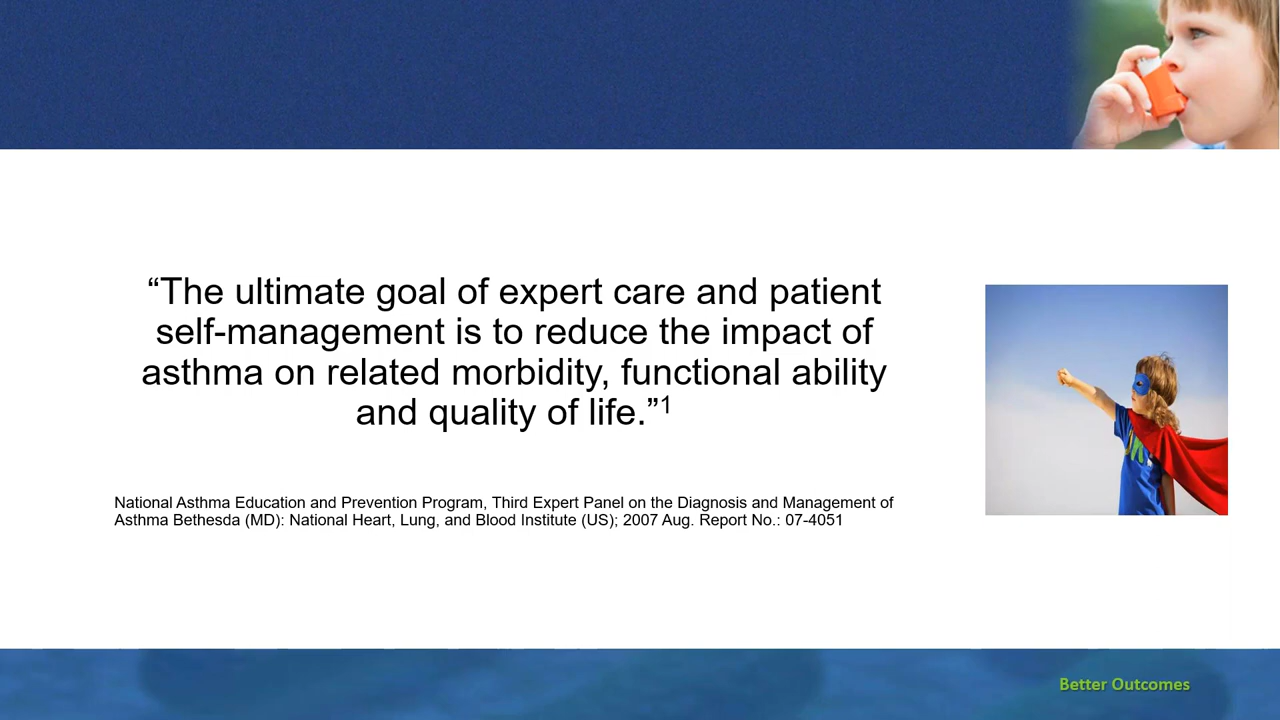 “The ultimate goal of expert care and patient
self-management is to reduce the impact of
asthma on related morbidity, functional ability
and quality of life.”1
National Asthma Education and Prevention Program, Third Expert Panel on the Diagnosis and Management of
Asthma Bethesda (MD): National Heart, Lung, and Blood Institute (US); 2007 Aug. Report No.: 07-4051
Better Outcomes